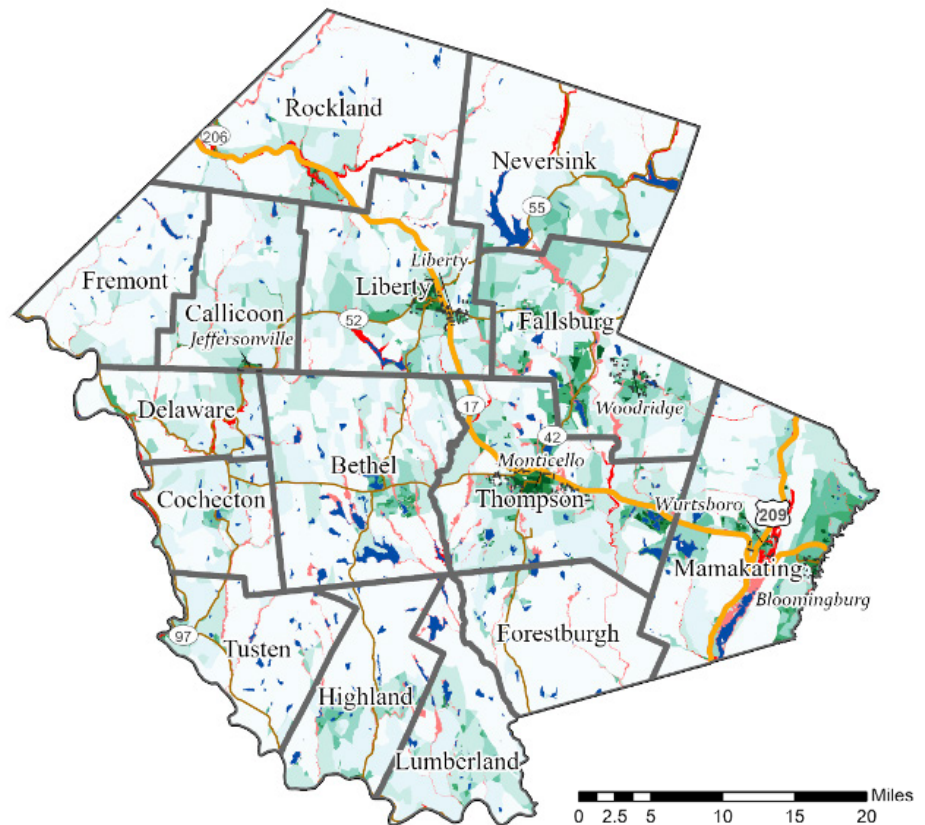 Rockland
206
Neversink
55
Liberty
Fremont
Liberty
Callicoon
Jeffersonville
52
Fallsburg
Delaware
17
Woodridge
42
Bethel
Monticello
Cochecton
Thompson
Wurtsboro
209
Mamakating
Bloomingburg
97
Tusten
Forestburgh
Highland
Lumberland
Miles
0 2.5 5 10 15 20